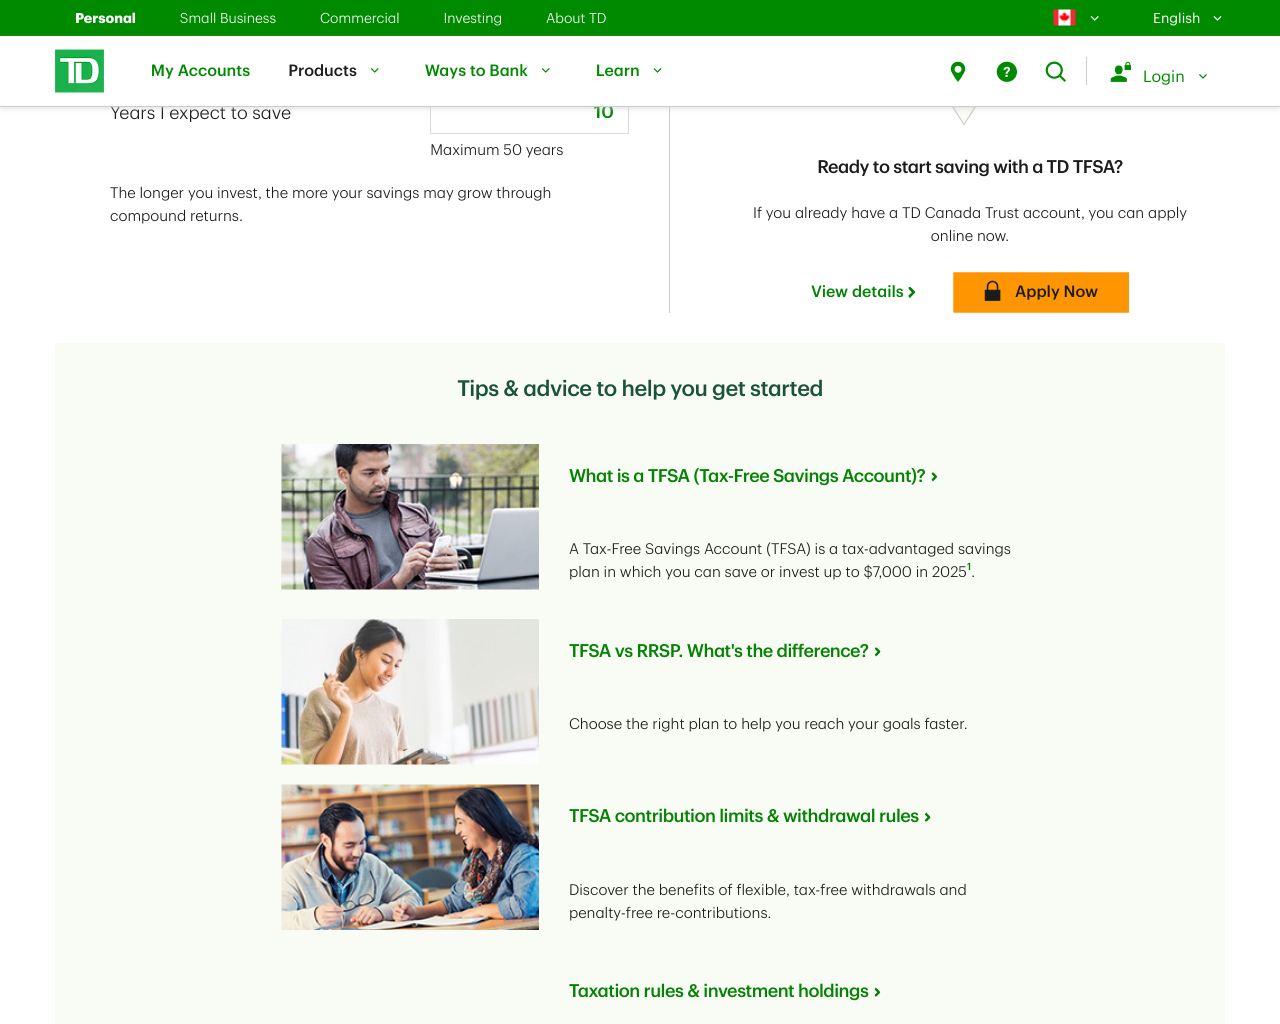 Personal Small Business Commercial Investing About TD English
TD My Accounts Products Ways to Bank Learn ? Login
Years I expect to save 10
Maximum 50 years
The longer you invest, the more your savings may grow through
compound returns.
Ready to start saving with a TD TFSA?
If you already have a TD Canada Trust account, you can apply
online now.
View details Apply Now
Tips & advice to help you get started
What is a TFSA (Tax-Free Savings Account)?
A Tax-Free Savings Account (TFSA) is a tax-advantaged savings
plan in which you can save or invest up to $7,000 in 2025¹.
TFSA vs RRSP. What's the difference?
Choose the right plan to help you reach your goals faster.
TFSA contribution limits & withdrawal rules
Discover the benefits of flexible, tax-free withdrawals and
penalty-free re-contributions.
Taxation rules & investment holdings